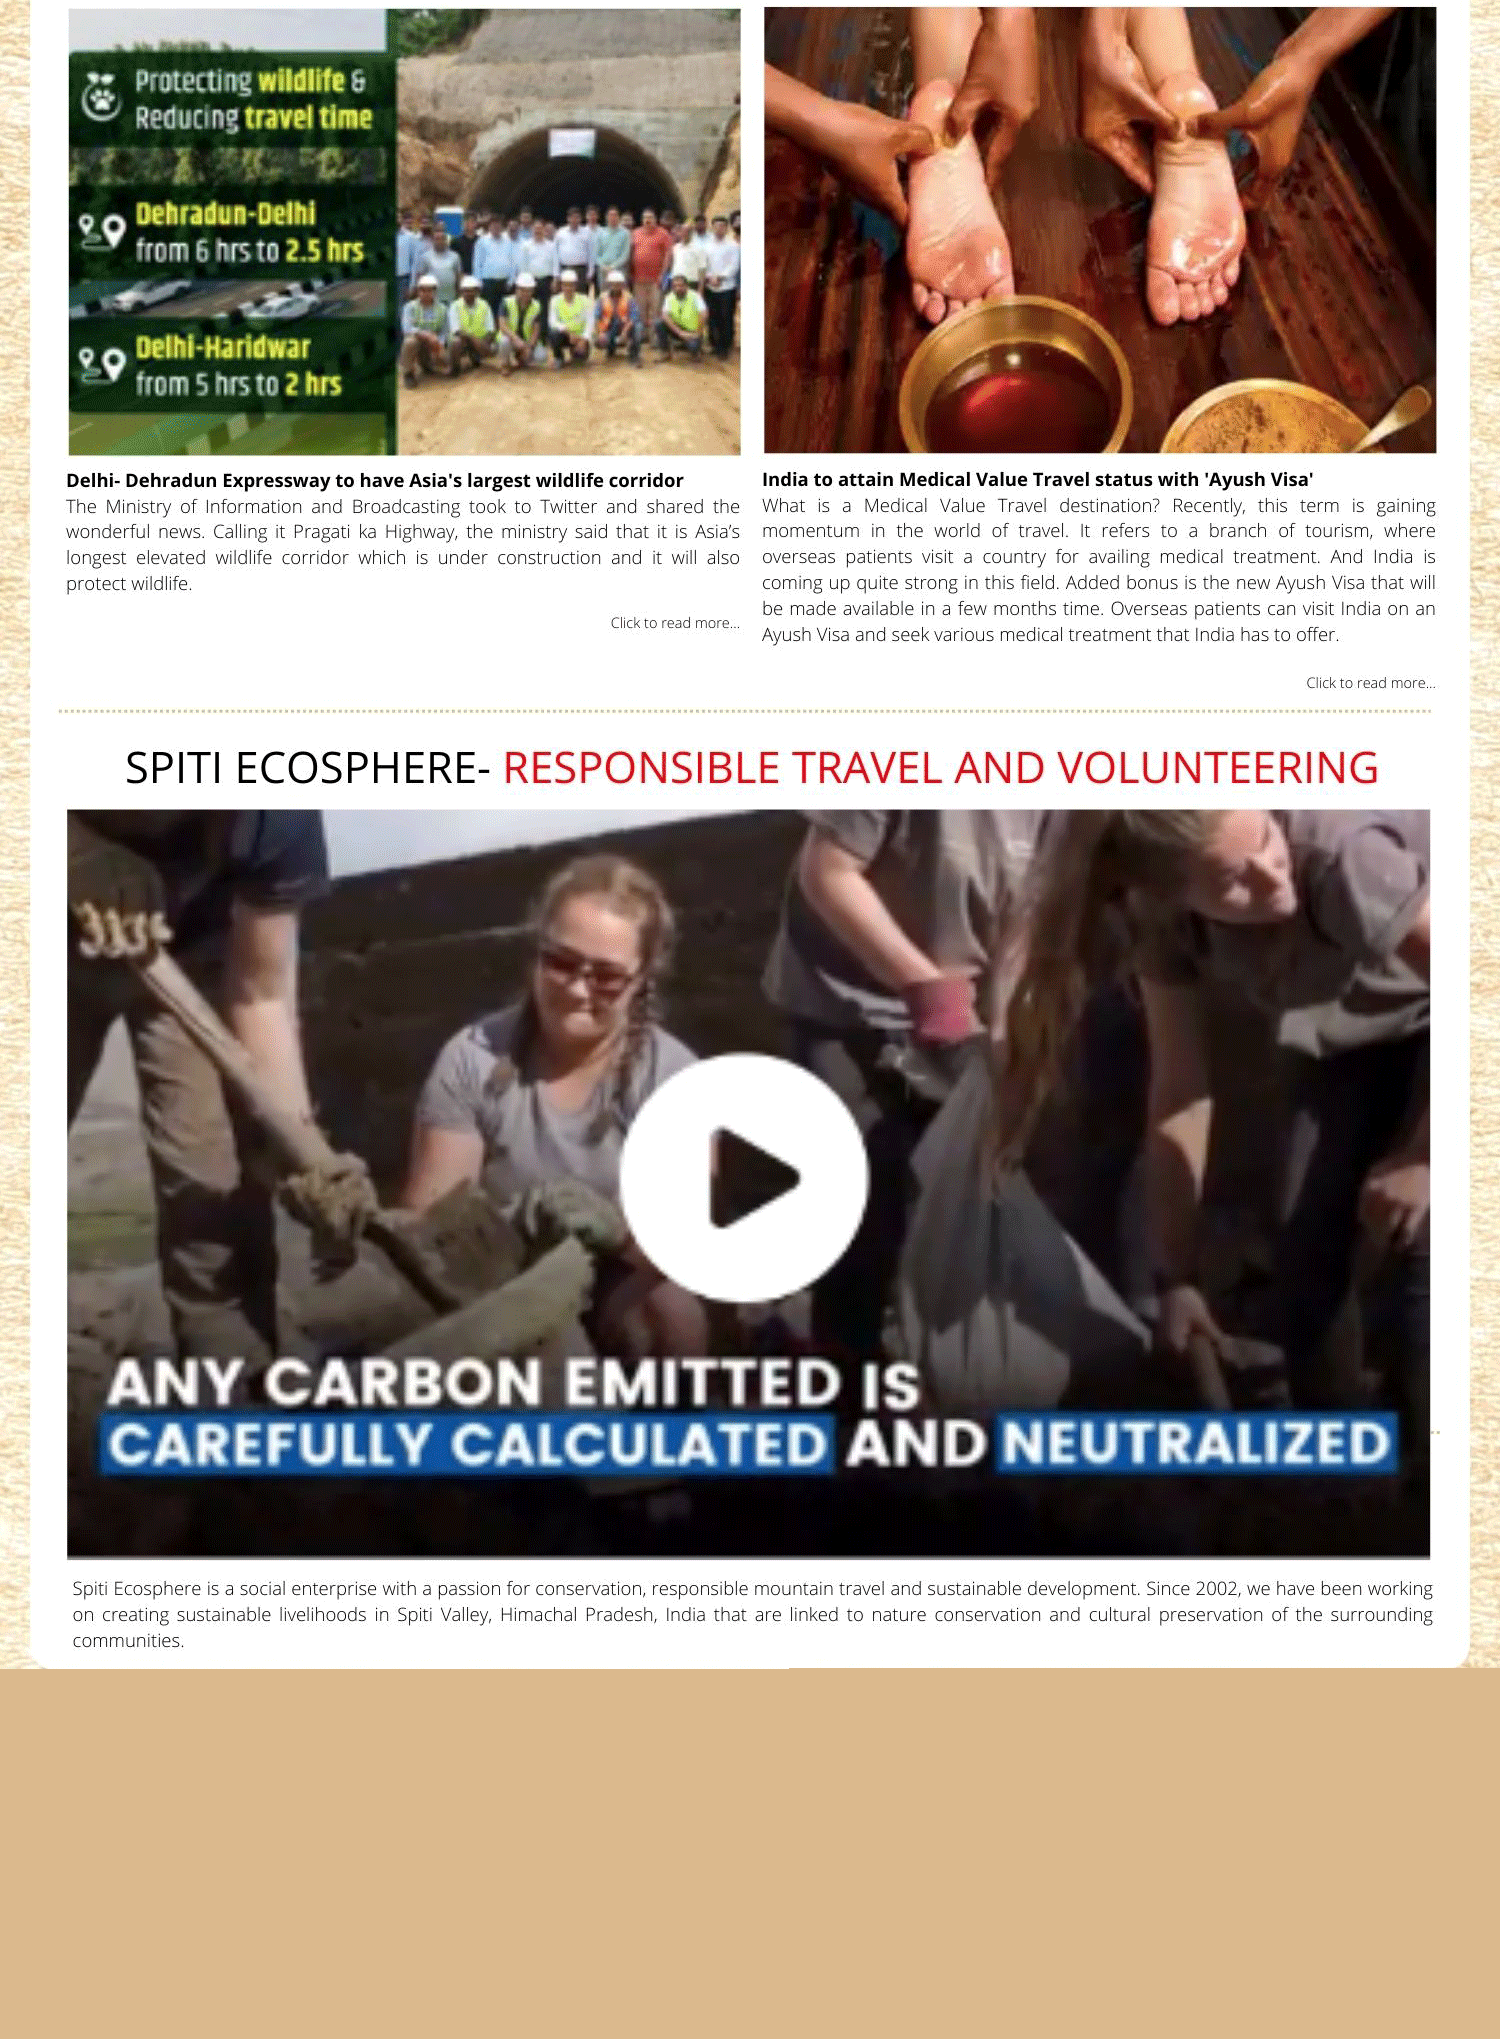 Protecting wildlife &
Reducing travel time
Dehradun-Delhi
from 6 hrs to 2.5 hrs
Delhi-Haridwar
from 5 hrs to 2 hrs
Delhi- Dehradun Expressway to have Asia's largest wildlife corridor
The Ministry of Information and Broadcasting took to Twitter and shared the
wonderful news. Calling it Pragati ka Highway, the ministry said that it is Asia’s
longest elevated wildlife corridor which is under construction and it will also
protect wildlife.
Click to read more...
India to attain Medical Value Travel status with 'Ayush Visa'
What is a Medical Value Travel destination? Recently, this term is gaining
momentum in the world of travel. It refers to a branch of tourism, where
overseas patients visit a country for availing medical treatment. And India is
coming up quite strong in this field. Added bonus is the new Ayush Visa that will
be made available in a few months time. Overseas patients can visit India on an
Ayush Visa and seek various medical treatment that India has to offer.
Click to read more...
SPITI ECOSPHERE- RESPONSIBLE TRAVEL AND VOLUNTEERING
ANY CARBON EMITTED IS
CAREFULLY CALCULATED AND NEUTRALIZED
Spiti Ecosphere is a social enterprise with a passion for conservation, responsible mountain travel and sustainable development. Since 2002, we have been working
on creating sustainable livelihoods in Spiti Valley, Himachal Pradesh, India that are linked to nature conservation and cultural preservation of the surrounding
communities.